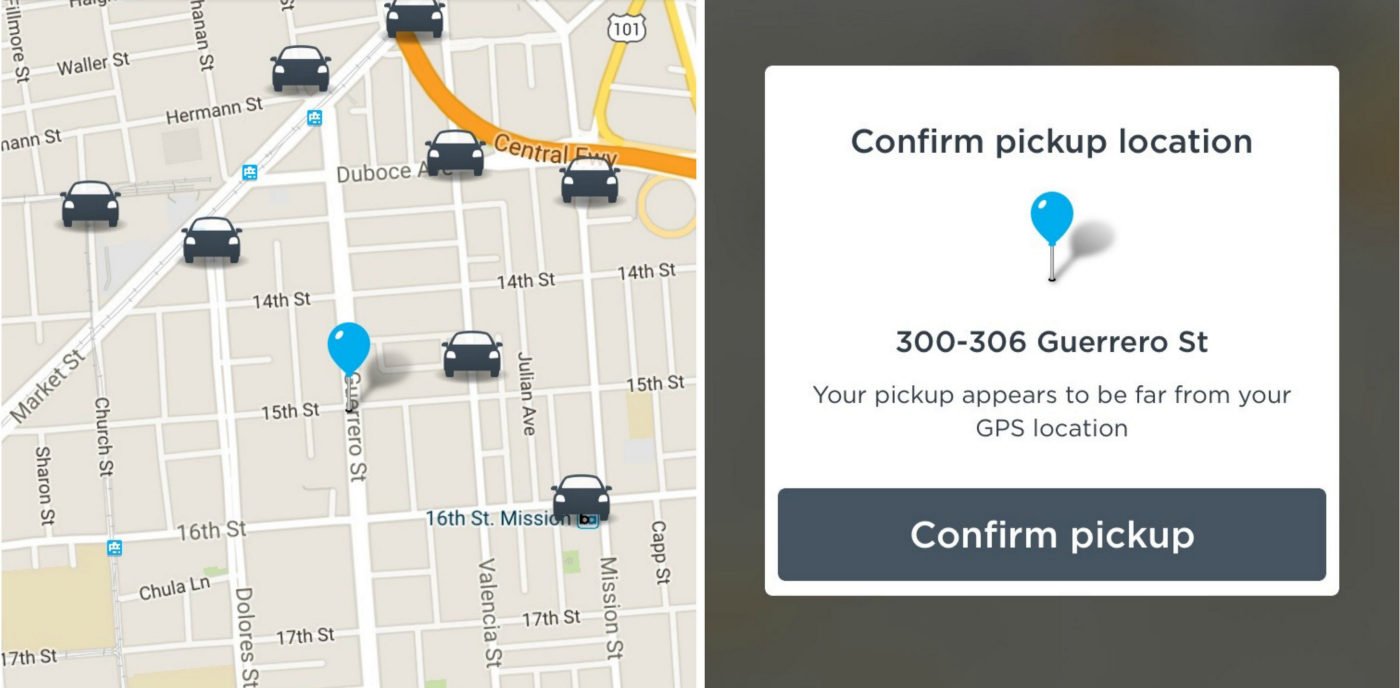 Fillmore St
St
101
Waller St
Hermann St
mann St
Central Fwy
Duboce Ave
14th St
14th St
14th St
Market St
Church St
Guerrero St
Julian Ave
15th St
15th St
Sharon St
16th St
16th St. Mission
Capp St
Chula Ln
Dolores St
Valencia St
Mission St
17th St
17th St
17th St
Confirm pickup location
300-306 Guerrero St
Your pickup appears to be far from your
GPS location
Confirm pickup